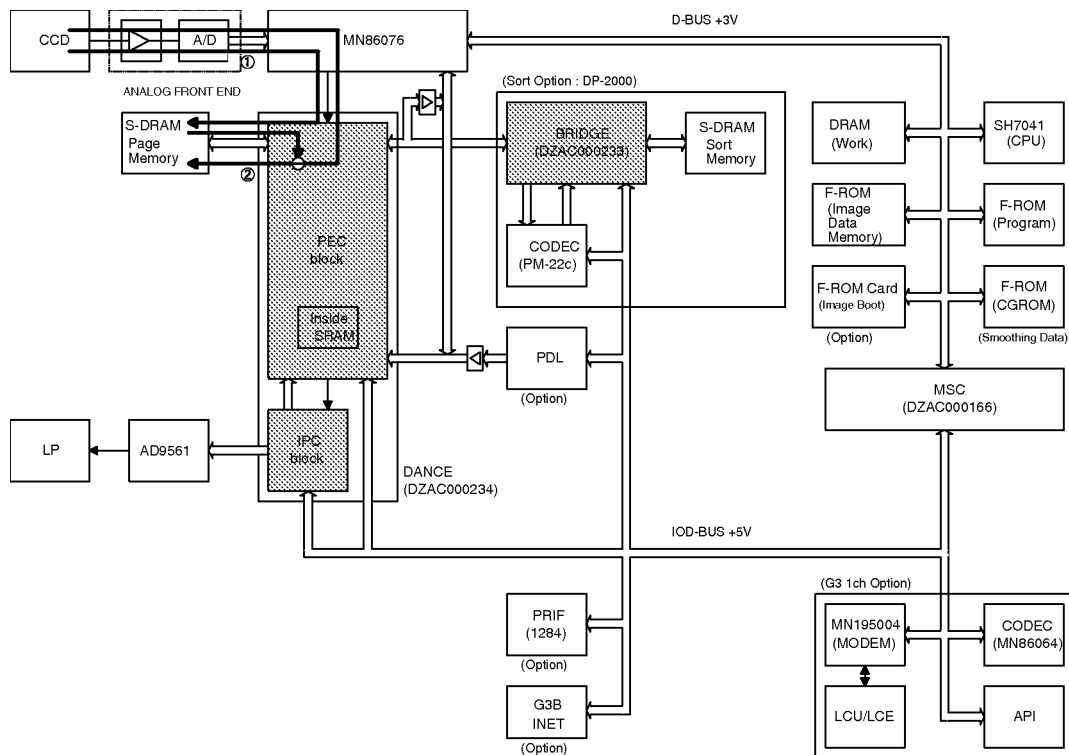 D-BUS +3V
CCD
A/D
①
MN86076
ANALOG FRONT END
(Sort Option : DP-2000)
S-DRAM
Page
Memory
②
BRIDGE
(DZAC000233)
S-DRAM
Sort
Memory
DRAM
(Work)
SH7041
(CPU)
F-ROM
(Image
Data
Memory)
F-ROM
(Program)
PEC
block
CODEC
(PM-22c)
F-ROM Card
(Image Boot)
(Option)
F-ROM
(CGROM)
(Smoothing Data)
Inside
SRAM
PDL
(Option)
MSC
(DZAC000166)
LP
AD9561
IPC
block
DANCE
(DZAC000234)
IOD-BUS +5V
(G3 1ch Option)
PRIF
(1284)
(Option)
MN195004
(MODEM)
CODEC
(MN86064)
G3B
INET
(Option)
LCU/LCE
API